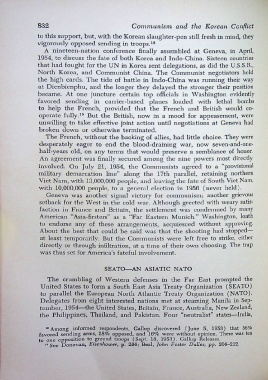 832 Communism and the Korean Conflict
to this support, but, with the Korean slaughter-pen still fresh in mind, they
vigorously opposed sending in troops.
A nineteen-nation conference finally assembled at Geneva, in April,
1954, to discuss the fate of both Korea and Indo-China. Sixteen countries
that had fought for the UN in Korea sent delegations, as did the U.S.S.R.,
North Korea, and Communist China. The Communist negotiators held
the high cards. The tide of battle in Indo-China was running their way
at Dienbienphu, and the longer they delayed the stronger their position
became. At one juncture certain top officials in Washington evidently
favored sending in carrier-based planes loaded with lethal bombs
to help the French, provided that the French and British would co-
operate fully. But the British, now in a mood for appeasement, were
unwilling to take effective joint action until negotiations at Geneva had
broken down or otherwise terminated.
The French, without the backing of allies, had little choice. They were
desperately eager to end the blood-draining war, now seven-and-one-
half-years old, on any terms that would preserve a semblance of honor.
An agreement was finally secured among the nine powers most directly
involved. On July 21, 1954, the Communists agreed to a "provisional
military demarcation line" along the 17th parallel, retaining northern
Viet Nam, with 13,000,000 people, and leaving the fate of South Viet Nam,
with 10,000,000 people, to a general election in 1956 (never held).
Geneva was another signal victory for communism, another grievous
setback for the West in the cold war. Although greeted with weary satis-
faction in France and Britain, the settlement was condemned by many
American "Asia-firsters" as a "Far Eastern Munich." Washington, loath
to endorse any of these arrangements, acquiesced without approving.
About the best that could be said was that the shooting had stopped—
at least temporarily. But the Communists were left free to strike, either
directly or through infiltration, at a time of their own choosing. The trap
was thus set for America's fateful involvement.
SEATO—AN ASIATIC NATO
The crumbling of Western defenses in the Far East prompted the
United States to form a South East Asia Treaty Organization (SEATO)
to parallel the European North Atlantic Treaty Organization (NATO).
Delegates from eight interested nations met at steaming Manila in Sep-
tember, 1954—the United States, Britain, France, Australia, New Zealand,
the Philippines, Thailand, and Pakistan. Four "neutralist" states—India,
Among informed respondents, Galley discovered (June 5, 1953) that 56%
favored sending arms, 28% opposed, and 16% were without opinion. There was ten
to one opposition to ground troops (Sept. 18, 1953). Gallup Releases.
See Donovan, Eisenhower, p. 266; Beal, John Foster Dulles, pp. 206-212.